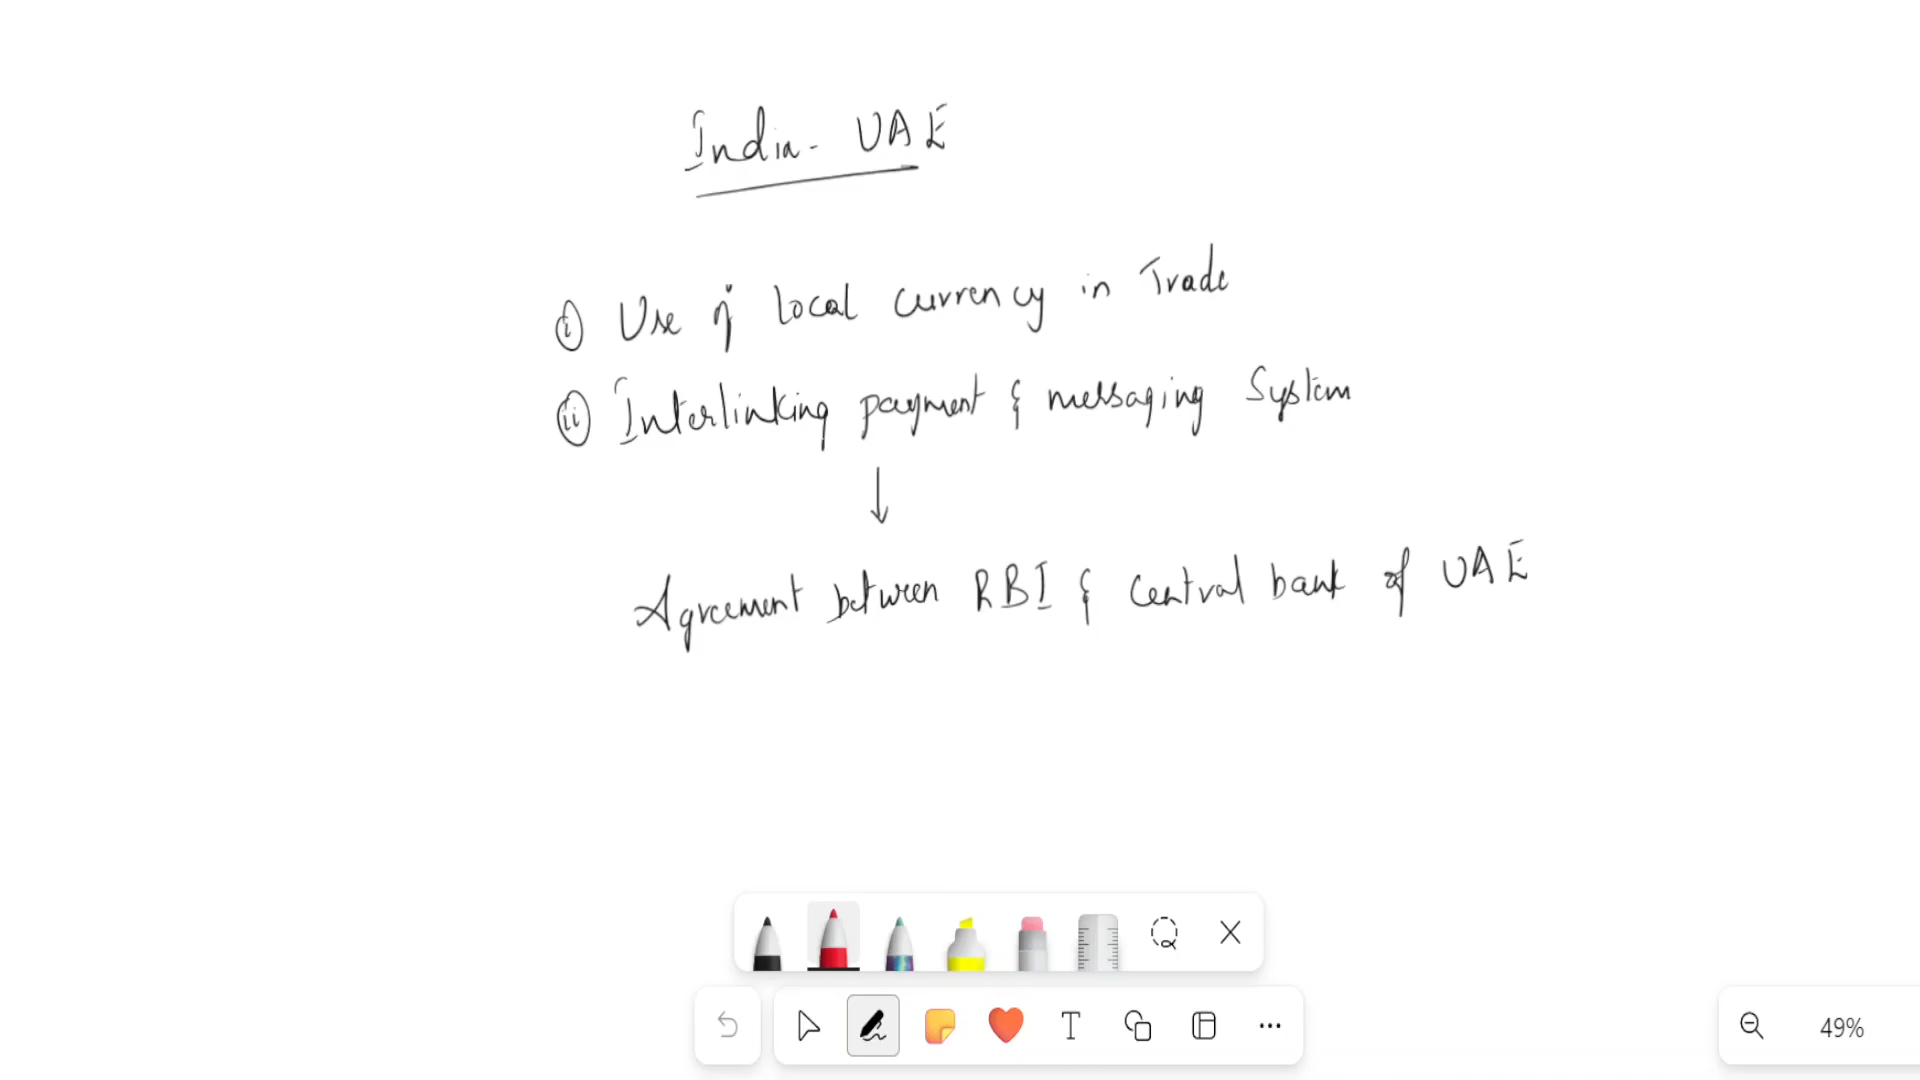 India - UAE
(i) Use of local currency in Trade
(ii) Interlinking payment & messaging System
↓
Agreement between RBI & Central bank of UAE
T
49%